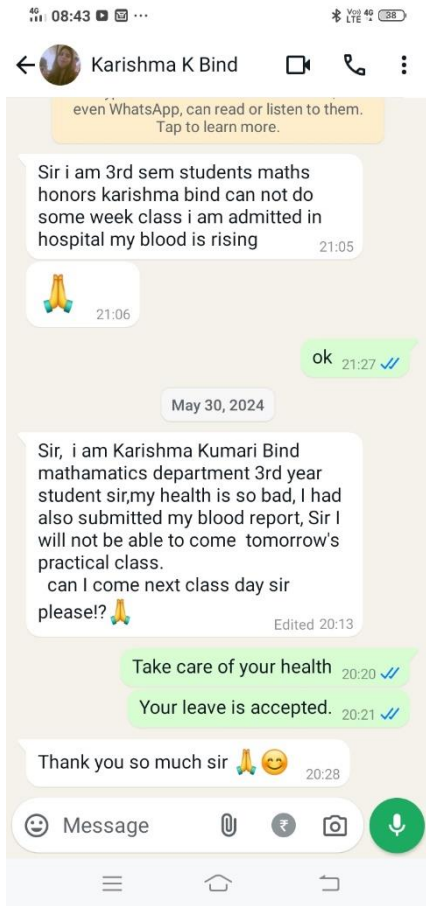 4G 08:43 ...
Vo)) LTE 4G 38
Karishma K Bind
even WhatsApp, can read or listen to them.
Tap to learn more.
Sir i am 3rd sem students maths
honors karishma bind can not do
some week class i am admitted in
hospital my blood is rising
21:05
🙏
21:06
ok 21:27
May 30, 2024
Sir, i am Karishma Kumari Bind
mathamatics department 3rd year
student sir,my health is so bad, I had
also submitted my blood report, Sir I
will not be able to come tomorrow's
practical class.
can I come next class day sir
please!?🙏
Edited 20:13
Take care of your health 20:20
Your leave is accepted. 20:21
Thank you so much sir 🙏😊 20:28
Message ₹